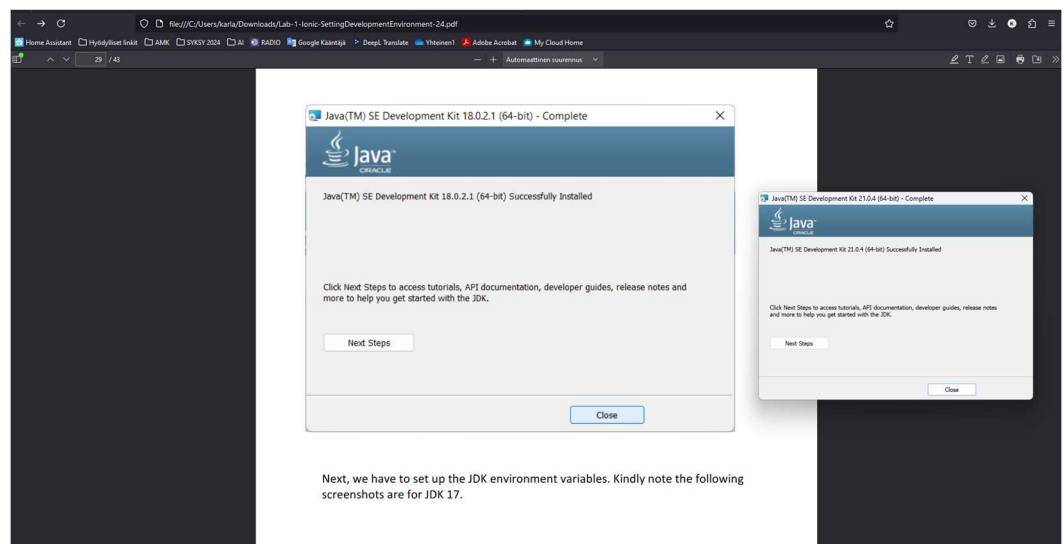 file:///C:/Users/karla/Downloads/Lab-1-Ionic-SettingDevelopmentEnvironment-24.pdf
Home Assistant Hyödylliset linkit AMK SYKSY 2024 AI RADIO Google Kääntäjä DeepL Translate Yhteinen1 Adobe Acrobat My Cloud Home
29 / 43 Automaattinen suurennus
Java(TM) SE Development Kit 18.0.2.1 (64-bit) - Complete
Java™
ORACLE
Java(TM) SE Development Kit 18.0.2.1 (64-bit) Successfully Installed
Click Next Steps to access tutorials, API documentation, developer guides, release notes and
more to help you get started with the JDK.
Next Steps
Close
Java(TM) SE Development Kit 21.0.4 (64-bit) - Complete
Java™
ORACLE
Java(TM) SE Development Kit 21.0.4 (64-bit) Successfully Installed
Click Next Steps to access tutorials, API documentation, developer guides, release notes
and more to help you get started with the JDK.
Next Steps
Close
Next, we have to set up the JDK environment variables. Kindly note the following
screenshots are for JDK 17.